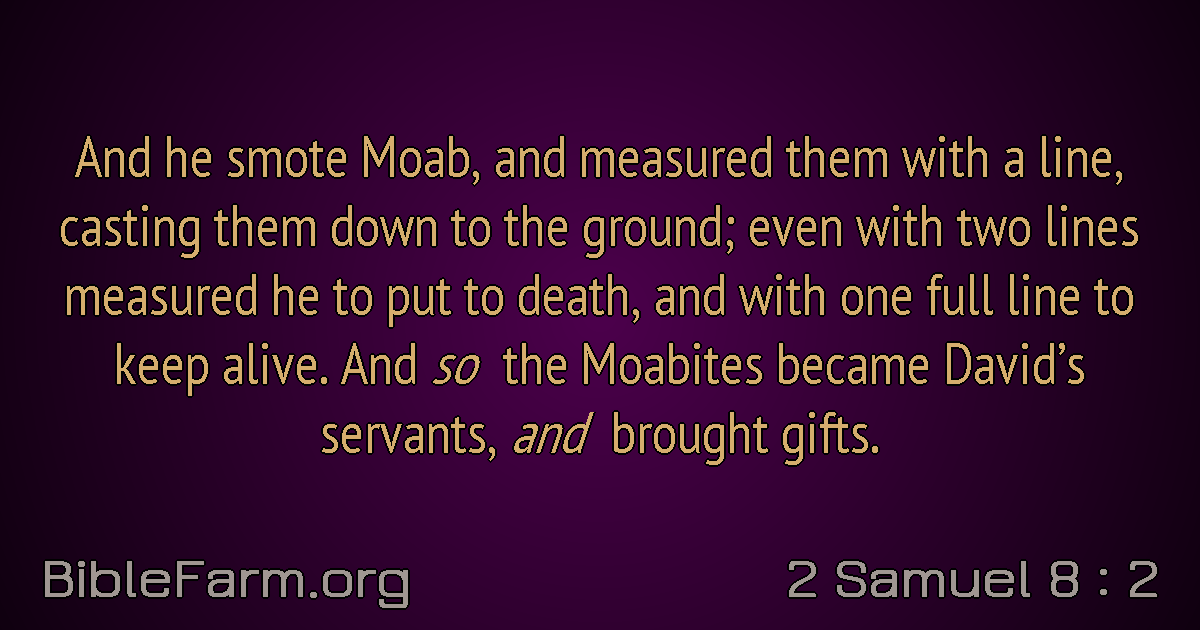 And he smote Moab, and measured them with a line,
casting them down to the ground; even with two lines
measured he to put to death, and with one full line to
keep alive. And so the Moabites became David’s
servants, and brought gifts.
BibleFarm.org
2 Samuel 8 : 2